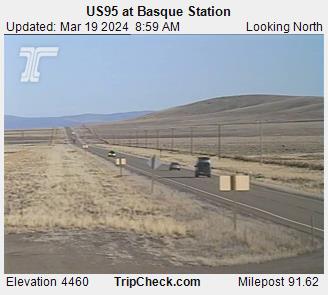 US95 at Basque Station
Updated: Mar 19 2024 8:59 AM Looking North
Elevation 4460 TripCheck.com Milepost 91.62